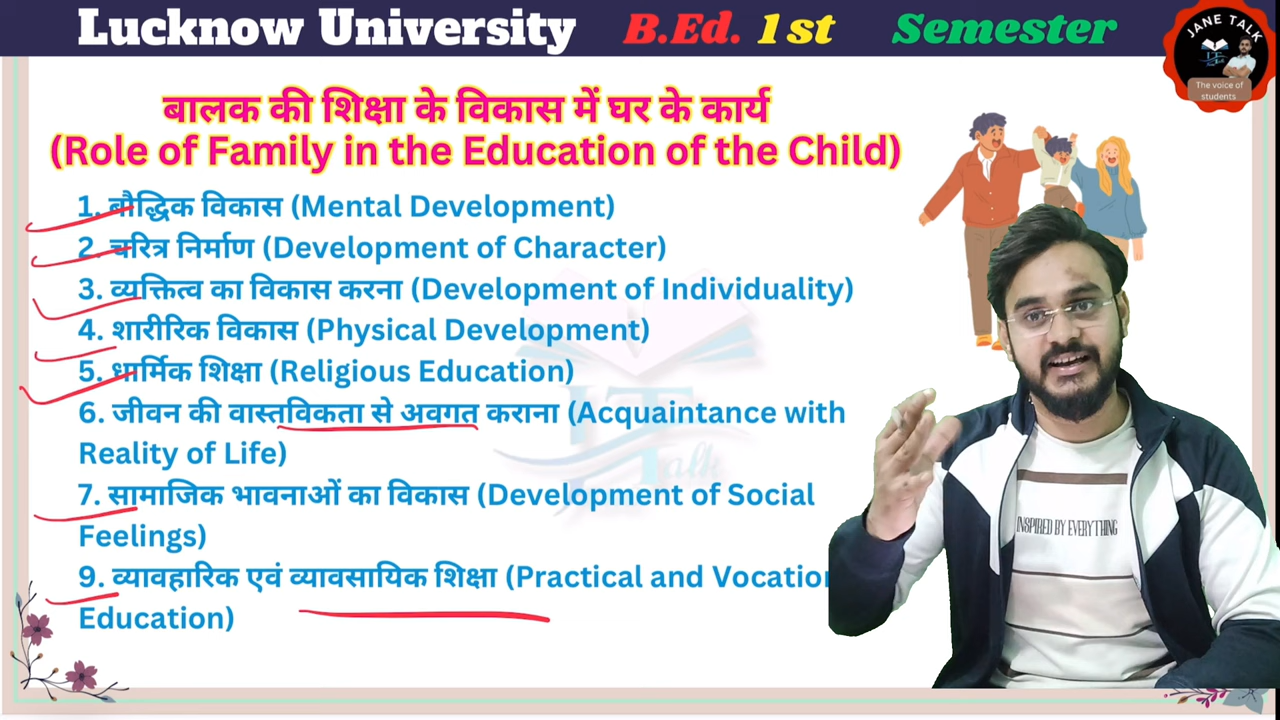 Lucknow University B.Ed. 1st Semester
JANE TALK
The voice of
students
बालक की शिक्षा के विकास में घर के कार्य
(Role of Family in the Education of the Child)
1. बौद्धिक विकास (Mental Development)
2. चरित्र निर्माण (Development of Character)
3. व्यक्तित्व का विकास करना (Development of Individuality)
4. शारीरिक विकास (Physical Development)
5. धार्मिक शिक्षा (Religious Education)
6. जीवन की वास्तविकता से अवगत कराना (Acquaintance with
Reality of Life)
7. सामाजिक भावनाओं का विकास (Development of Social
Feelings)
9. व्यावहारिक एवं व्यावसायिक शिक्षा (Practical and
Education)
Talk
INSPIRED BY EVERYTHING